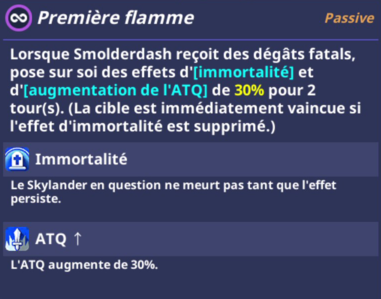 Première flamme
Passive
Lorsque Smolderdash reçoit des dégâts fatals,
pose sur soi des effets d'[immortalité] et
d'[augmentation de l'ATQ] de 30% pour 2
tour(s). (La cible est immédiatement vaincue si
l'effet d'immortalité est supprimé.)
Immortalité
Le Skylander en question ne meurt pas tant que l'effet
persiste.
ATQ ↑
L'ATQ augmente de 30%.